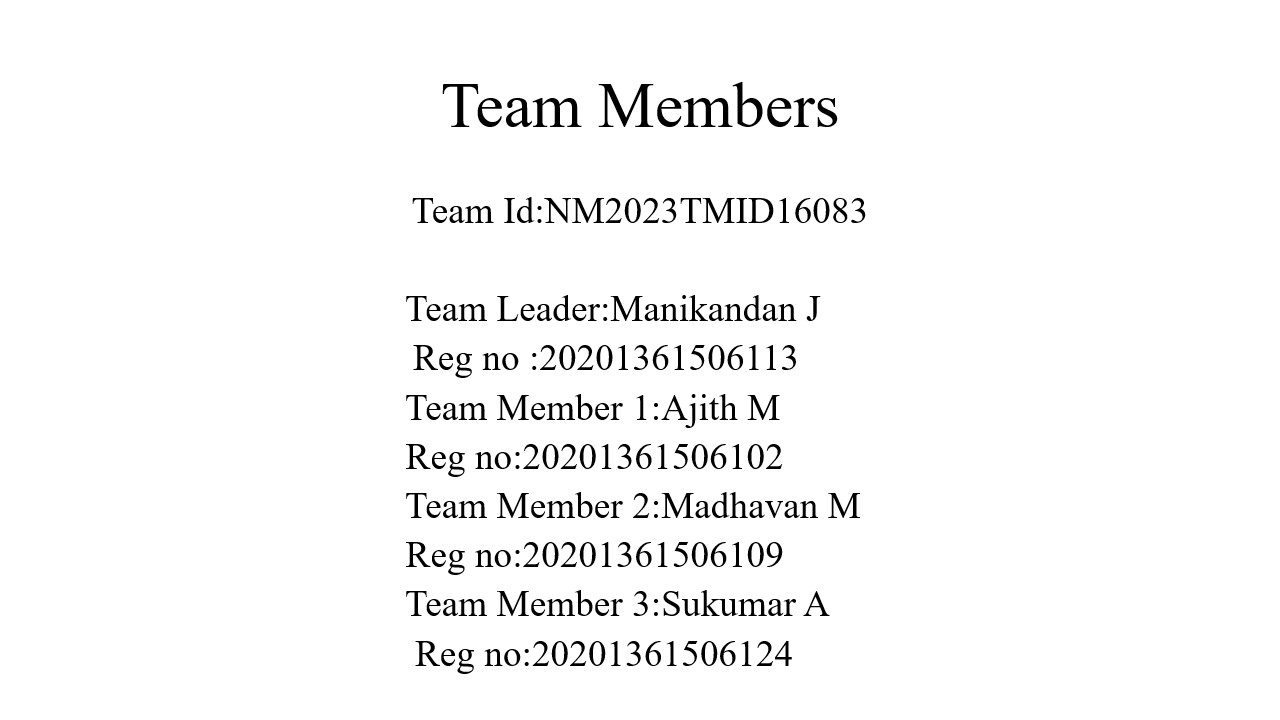 Team Members
Team Id:NM2023TMID16083
Team Leader:Manikandan J
Reg no :20201361506113
Team Member 1:Ajith M
Reg no:20201361506102
Team Member 2:Madhavan M
Reg no:20201361506109
Team Member 3:Sukumar A
Reg no:20201361506124